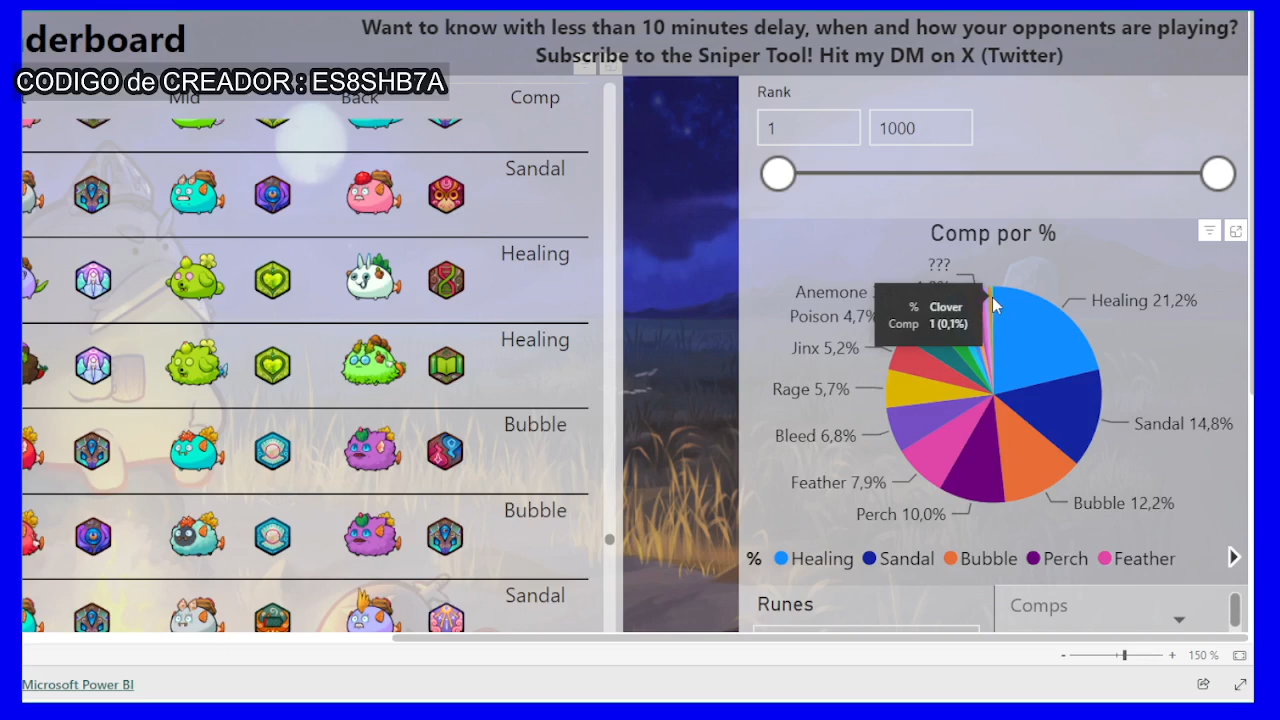 derboard
Want to know with less than 10 minutes delay, when and how your opponents are playing?
Subscribe to the Sniper Tool! Hit my DM on X (Twitter)
CODIGO de CREADOR : ES8SHB7A
Mid
Back
Comp
Sandal
Healing
Healing
Bubble
Bubble
Sandal
Rank
1
1000
Comp por %
???
Anemone
Poison 4,7%
Jinx 5,2%
Rage 5,7%
Bleed 6,8%
Feather 7,9%
Perch 10,0%
Healing 21,2%
Sandal 14,8%
Bubble 12,2%
% Clover
Comp 1 (0,1%)
% Healing Sandal Bubble Perch Feather
Runes
Comps
- + 150 %
Microsoft Power BI